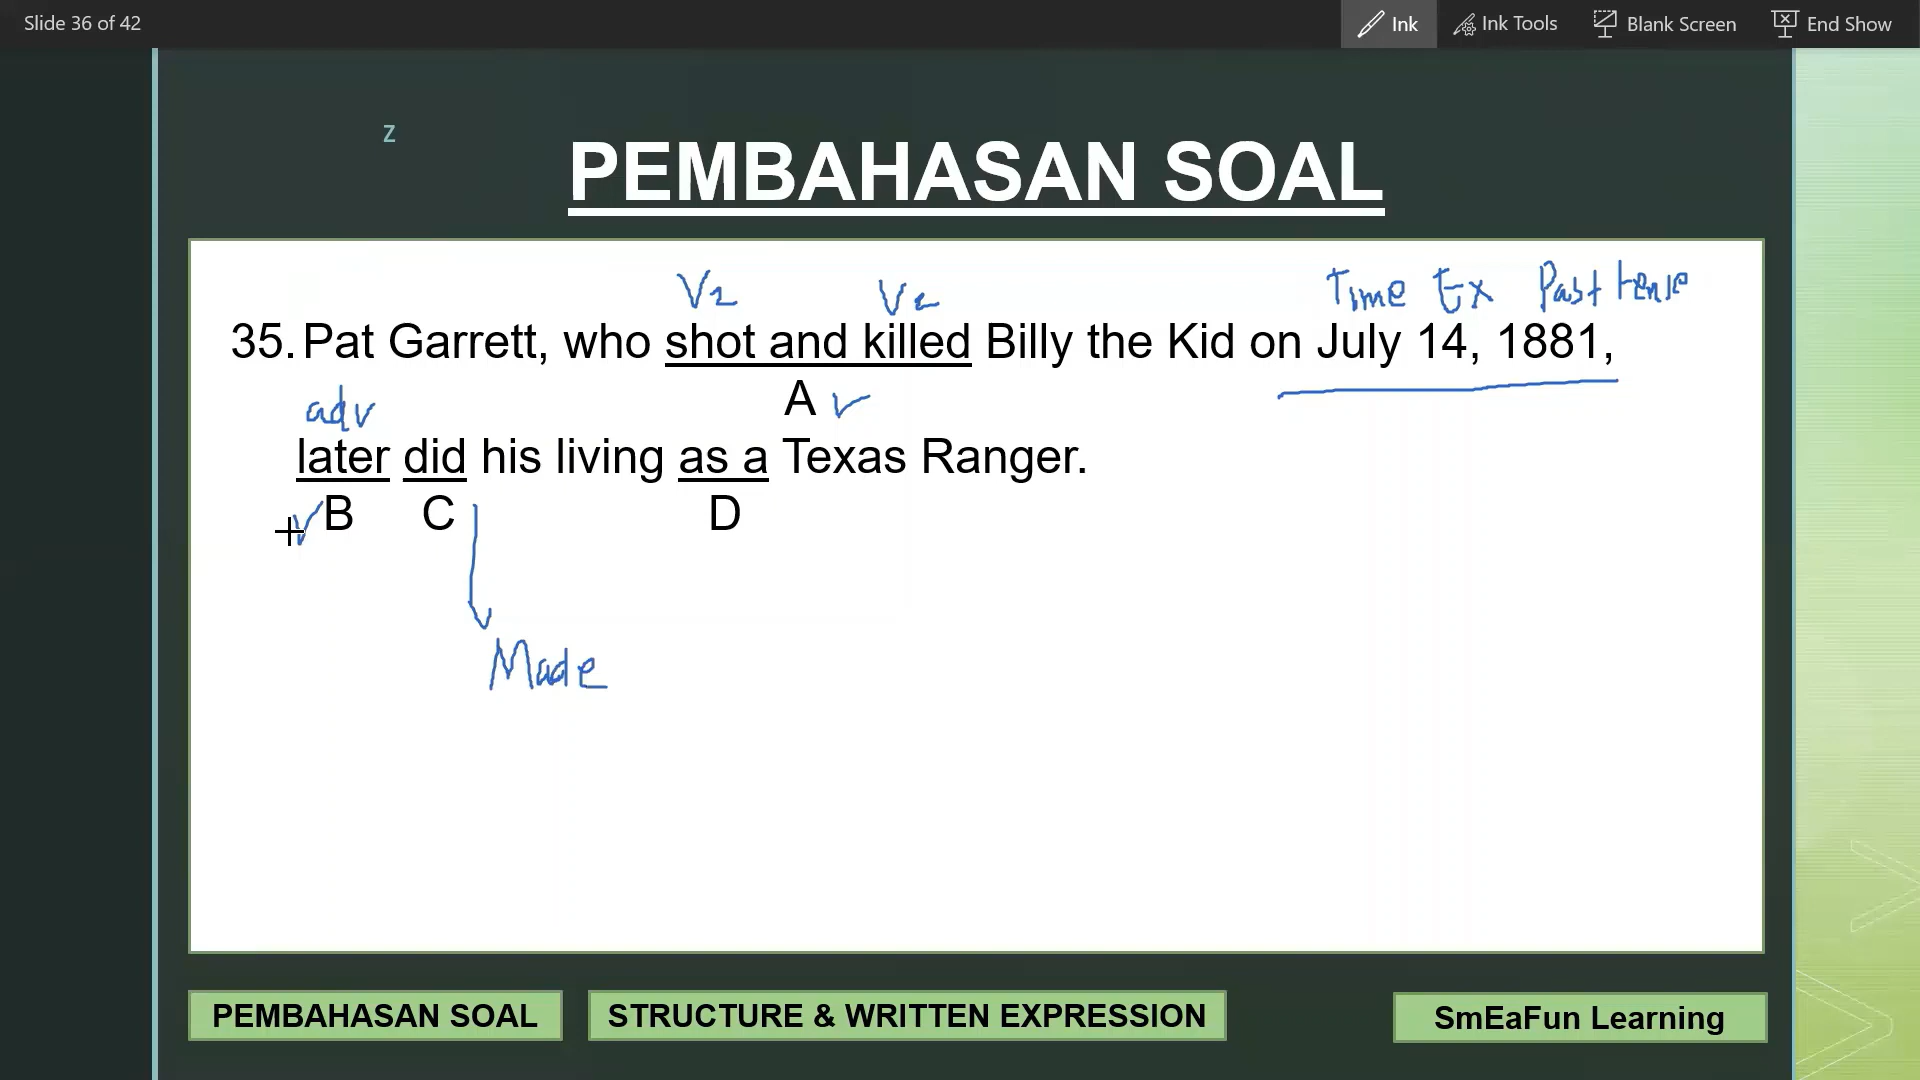 Slide 36 of 42
Ink
Ink Tools
Blank Screen
End Show
z
PEMBAHASAN SOAL
V2 V2 Time Ex Past tense
35. Pat Garrett, who shot and killed Billy the Kid on July 14, 1881,
adv A
later did his living as a Texas Ranger.
B C D
Made
PEMBAHASAN SOAL
STRUCTURE & WRITTEN EXPRESSION
SmEaFun Learning